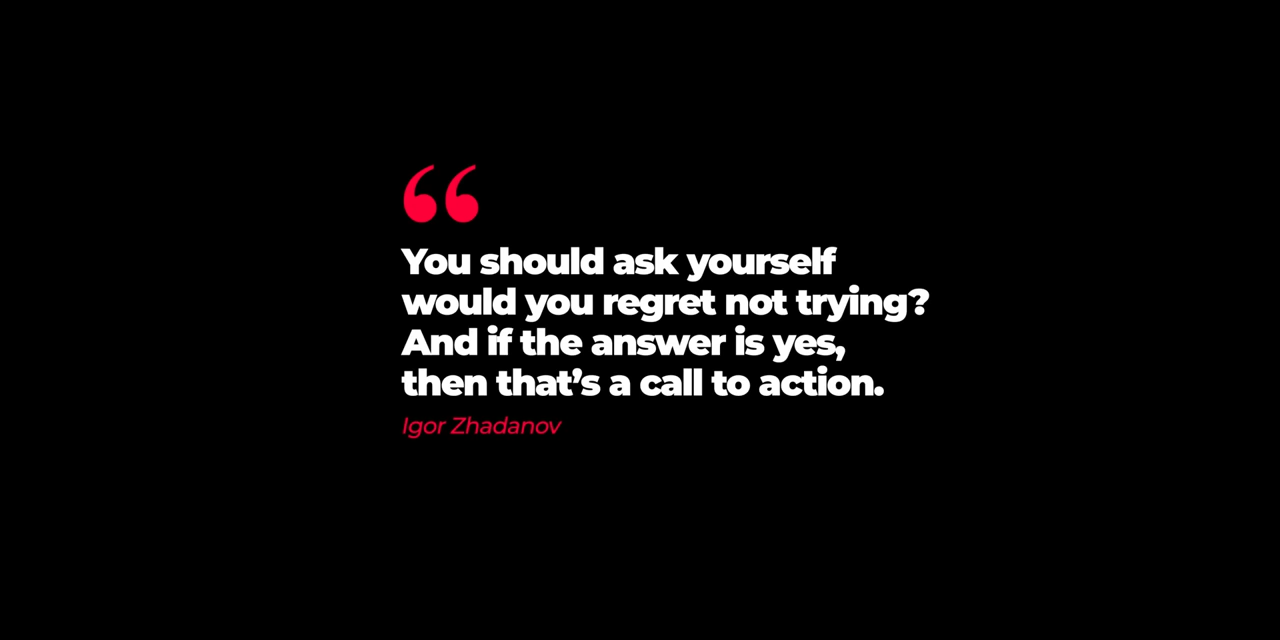 “
You should ask yourself
would you regret not trying?
And if the answer is yes,
then that’s a call to action.
Igor Zhadanov